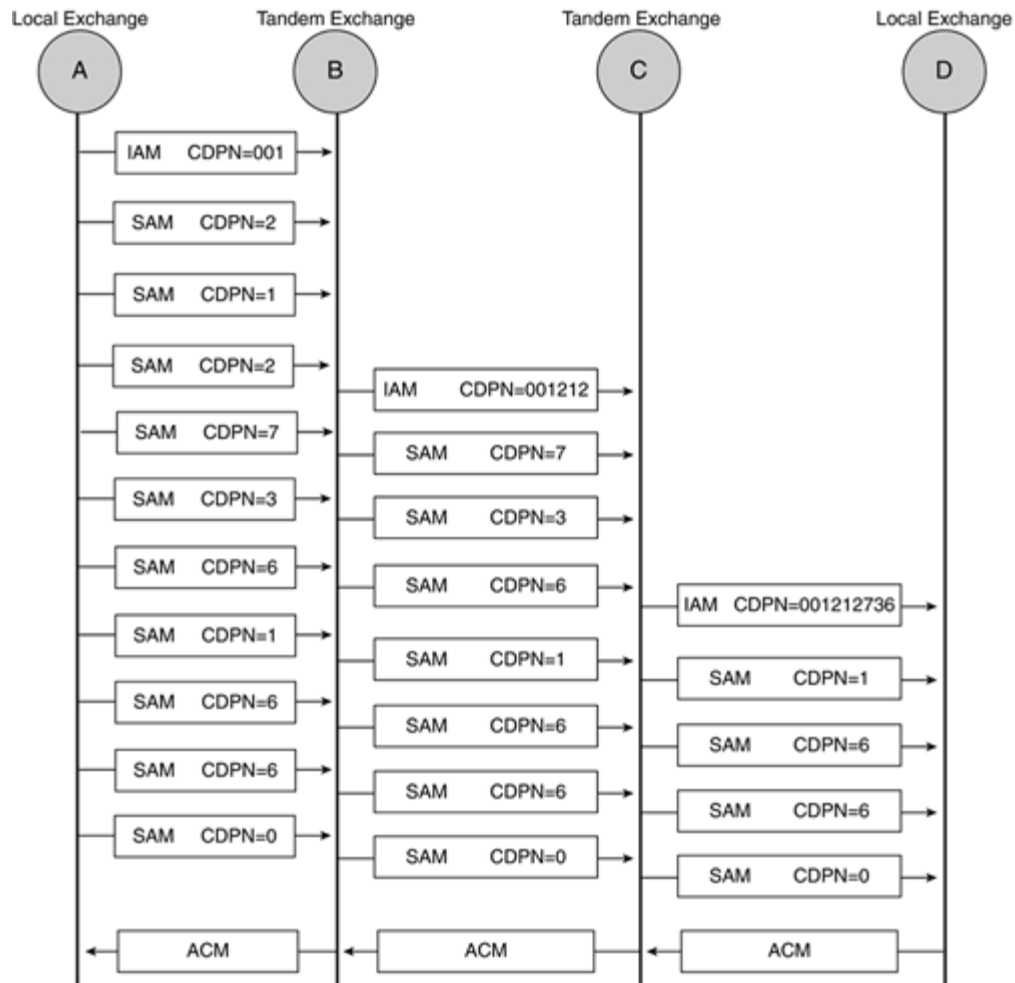 Local Exchange Tandem Exchange Tandem Exchange Local Exchange
A B C D
IAM CDPN=001
SAM CDPN=2
SAM CDPN=1
SAM CDPN=2
IAM CDPN=001212
SAM CDPN=7
SAM CDPN=7
SAM CDPN=3
SAM CDPN=3
SAM CDPN=6
SAM CDPN=6
IAM CDPN=001212736
SAM CDPN=1
SAM CDPN=1
SAM CDPN=1
SAM CDPN=6
SAM CDPN=6
SAM CDPN=6
SAM CDPN=6
SAM CDPN=6
SAM CDPN=6
SAM CDPN=0
SAM CDPN=0
SAM CDPN=0
ACM ACM ACM